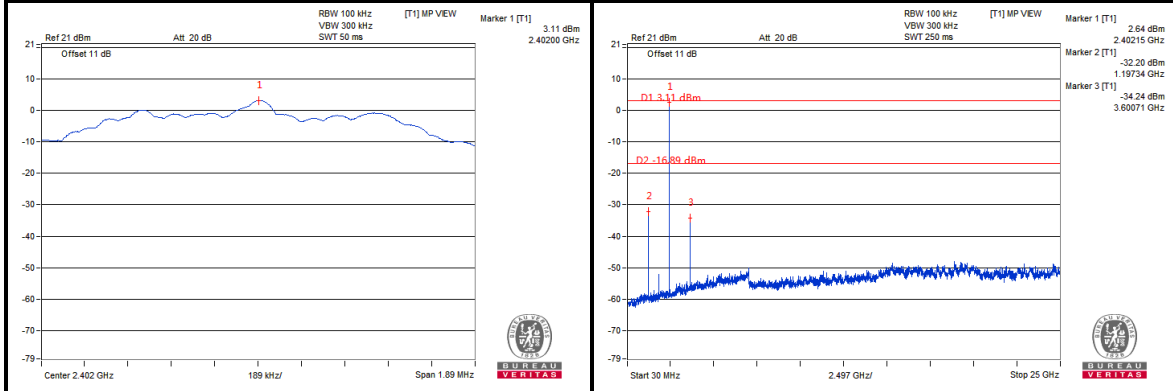 RBW 100 kHz
[T1] MP VIEW
VBW 300 kHz
SWT 50 ms
Ref 21 dBm
Att 20 dB
Marker 1 [T1]
3.11 dBm
2.40200 GHz
21
Offset 11 dB
10
0
-10
-20
-30
-40
-50
-60
-70
-79
1
Center 2.402 GHz
189 kHz/
Span 1.89 MHz
BUREAU VERITAS
1828
BUREAU
VERITAS
RBW 100 kHz
[T1] MP VIEW
VBW 300 kHz
SWT 250 ms
Ref 21 dBm
Att 20 dB
Marker 1 [T1]
2.64 dBm
2.40215 GHz
Marker 2 [T1]
-32.20 dBm
1.19734 GHz
Marker 3 [T1]
-34.24 dBm
3.60071 GHz
21
Offset 11 dB
10
0
-10
-20
-30
-40
-50
-60
-70
-79
1
D1 3.11 dBm
D2 -16.89 dBm
2
3
Start 30 MHz
2.497 GHz/
Stop 25 GHz
BUREAU VERITAS
1828
BUREAU
VERITAS